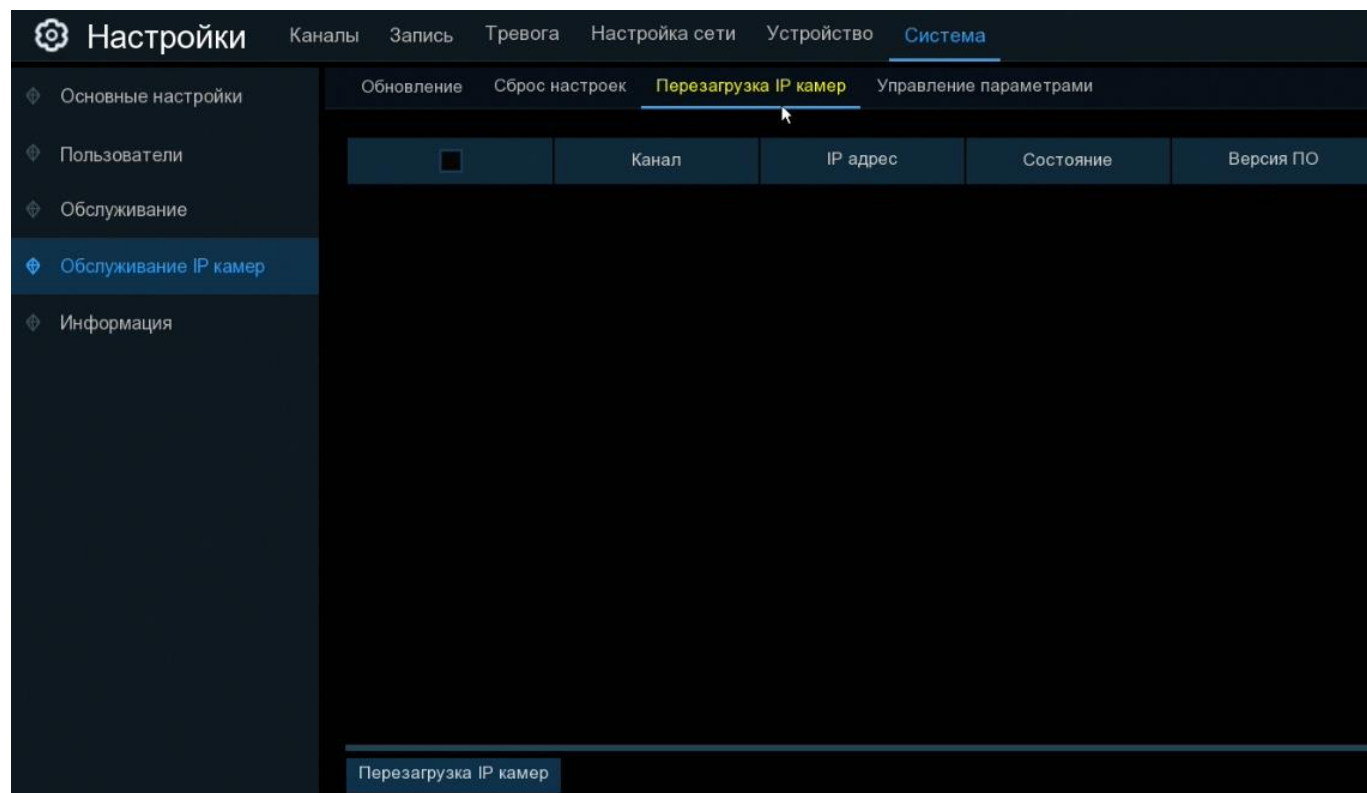 Настройки Каналы Запись Тревога Настройка сети Устройство Система
Обновление Сброс настроек Перезагрузка IP камер Управление параметрами
Основные настройки
Пользователи
Обслуживание
Обслуживание IP камер
Информация
Канал IP адрес Состояние Версия ПО
Перезагрузка IP камер